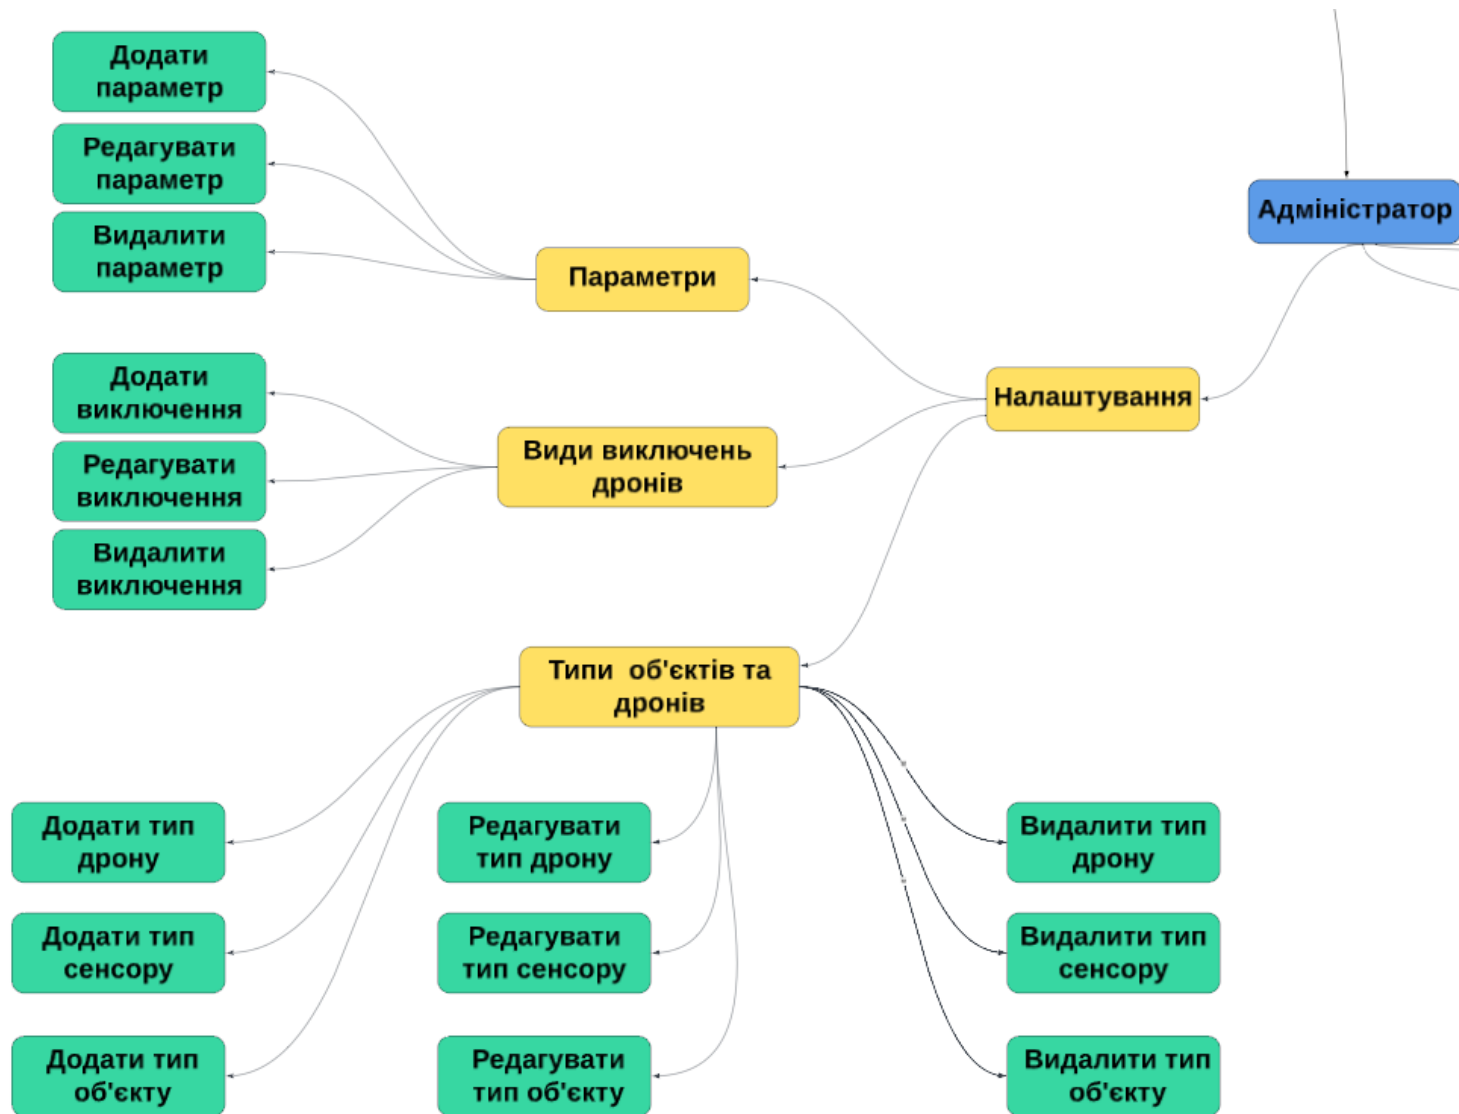 Додати
параметр
Редагувати
параметр
Видалити
параметр
Параметри
Адміністратор
Налаштування
Додати
виключення
Редагувати
виключення
Видалити
виключення
Види виключень
дронів
Типи  об'єктів та
дронів
Додати тип
дрону
Редагувати
тип дрону
Видалити тип
дрону
Додати тип
сенсору
Редагувати
тип сенсору
Видалити тип
сенсору
Додати тип
об'єкту
Редагувати
тип об'єкту
Видалити тип
об'єкту